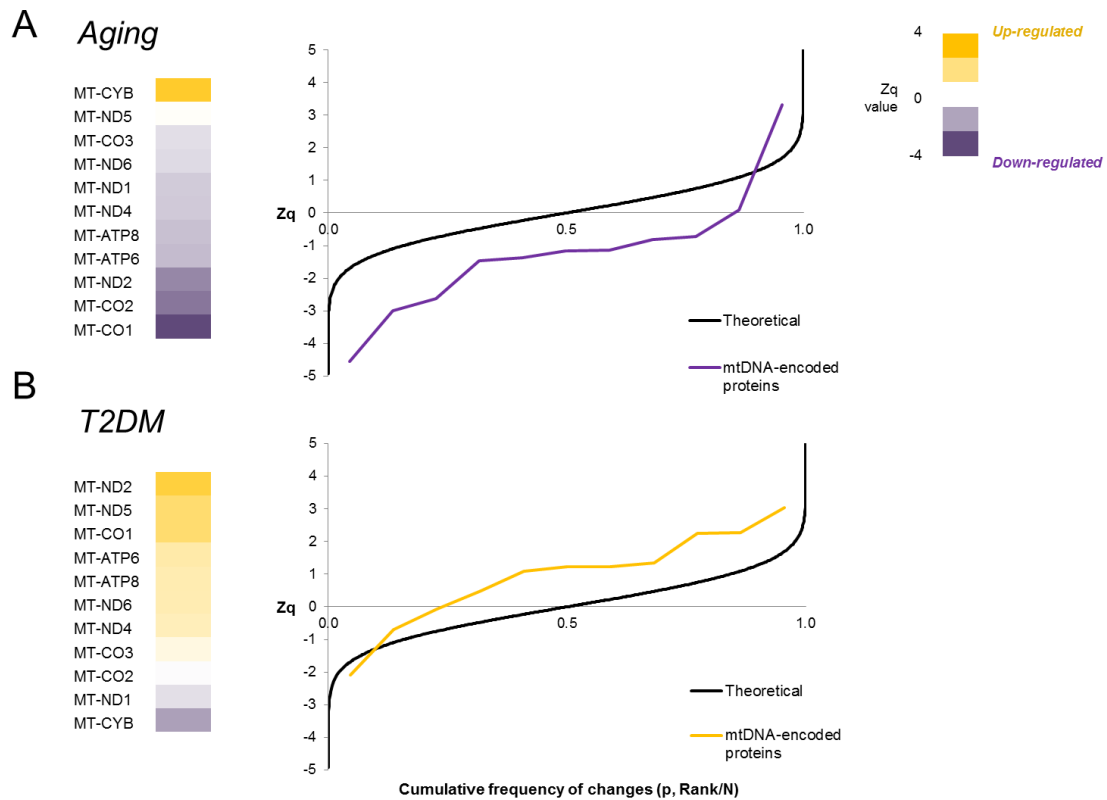 A
Aging
MT-CYB
MT-ND5
MT-CO3
MT-ND6
MT-ND1
MT-ND4
MT-ATP8
MT-ATP6
MT-ND2
MT-CO2
MT-CO1
5
4
3
2
1
0
-1
-2
-3
-4
-5
Zq
0.0
0.5
1.0
Theoretical
mtDNA-encoded
proteins
4
Zq
value
0
-4
Up-regulated
Down-regulated
B
T2DM
MT-ND2
MT-ND5
MT-CO1
MT-ATP6
MT-ATP8
MT-ND6
MT-ND4
MT-CO3
MT-CO2
MT-ND1
MT-CYB
5
4
3
2
1
0
-1
-2
-3
-4
-5
Zq
0.0
0.5
1.0
Theoretical
mtDNA-encoded
proteins
Cumulative frequency of changes (p, Rank/N)